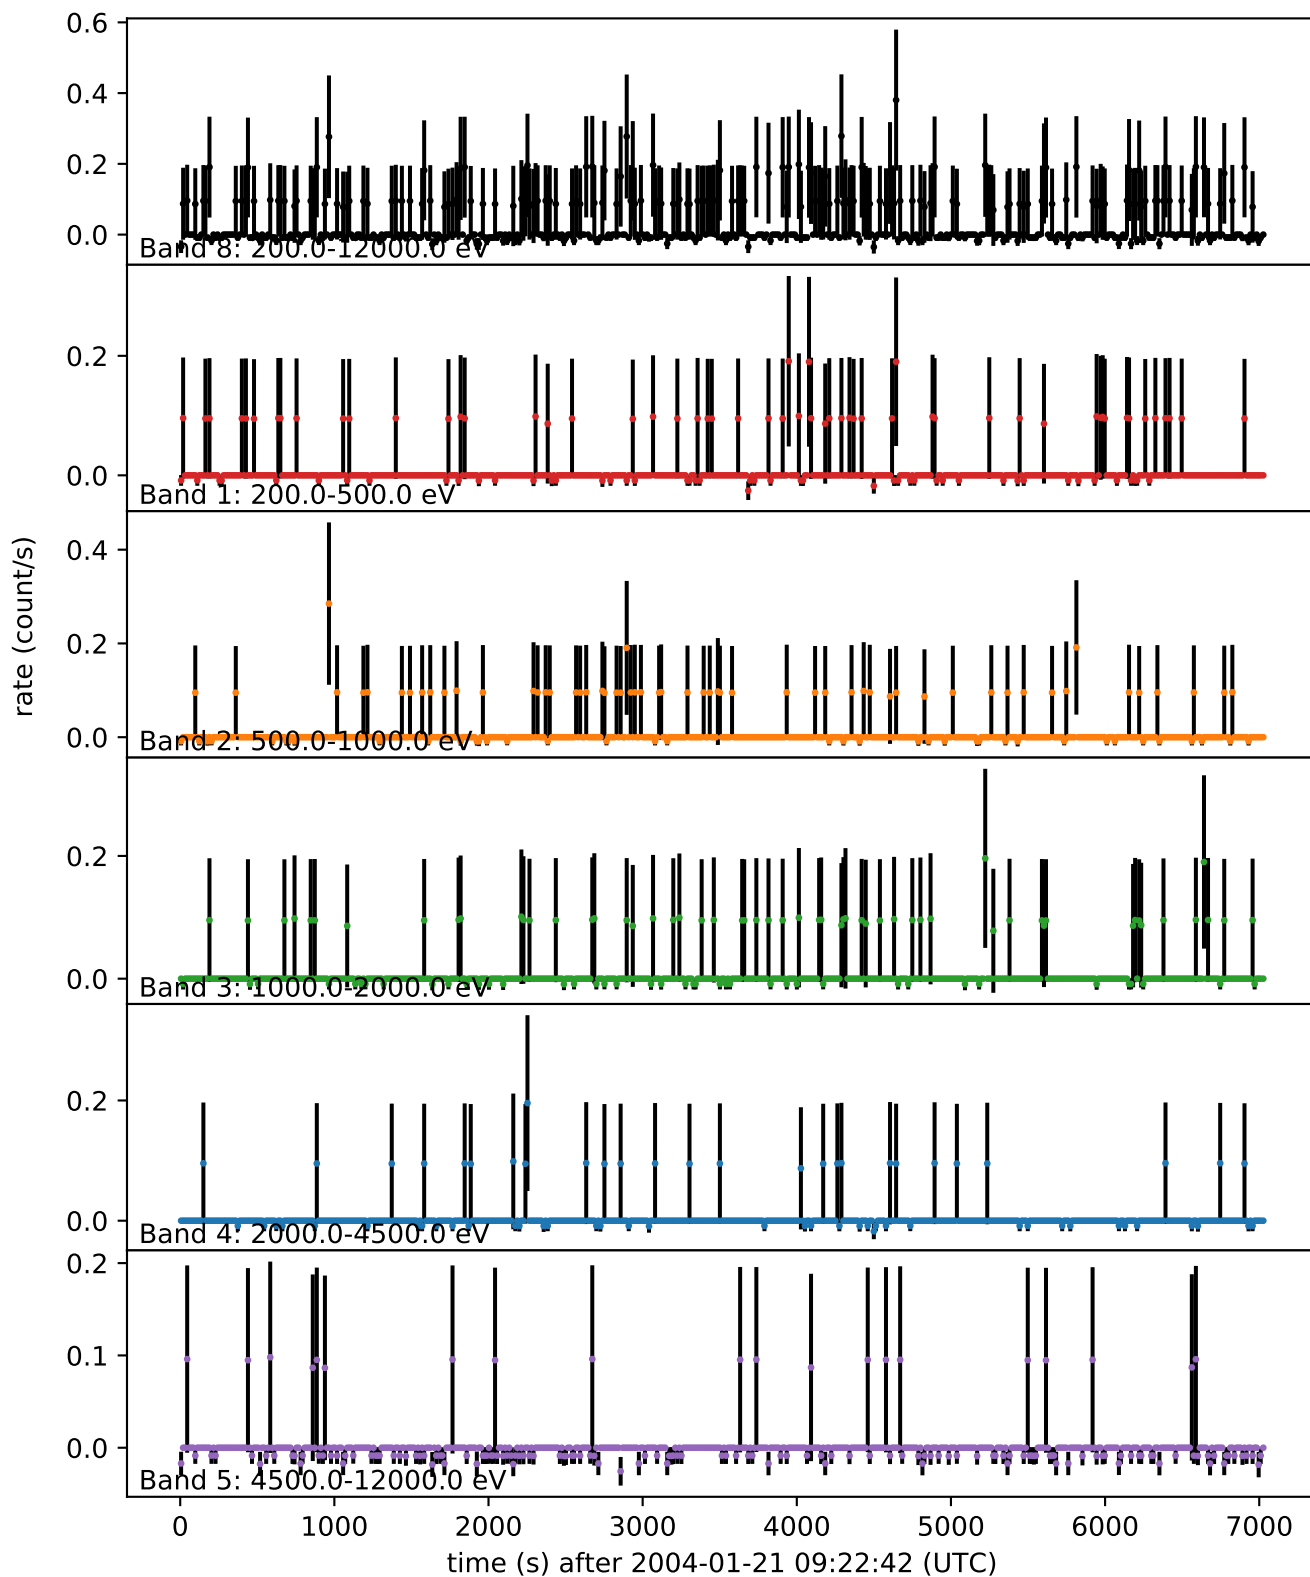 0.6
0.4
0.2
0.0
Band 8: 200.0-12000.0 eV
0.2
0.0
Band 1: 200.0-500.0 eV
rate (count/s)
0.4
0.2
0.0
Band 2: 500.0-1000.0 eV
0.2
0.0
Band 3: 1000.0-2000.0 eV
0.2
0.0
Band 4: 2000.0-4500.0 eV
0.2
0.1
0.0
Band 5: 4500.0-12000.0 eV
0 1000 2000 3000 4000 5000 6000 7000
time (s) after 2004-01-21 09:22:42 (UTC)